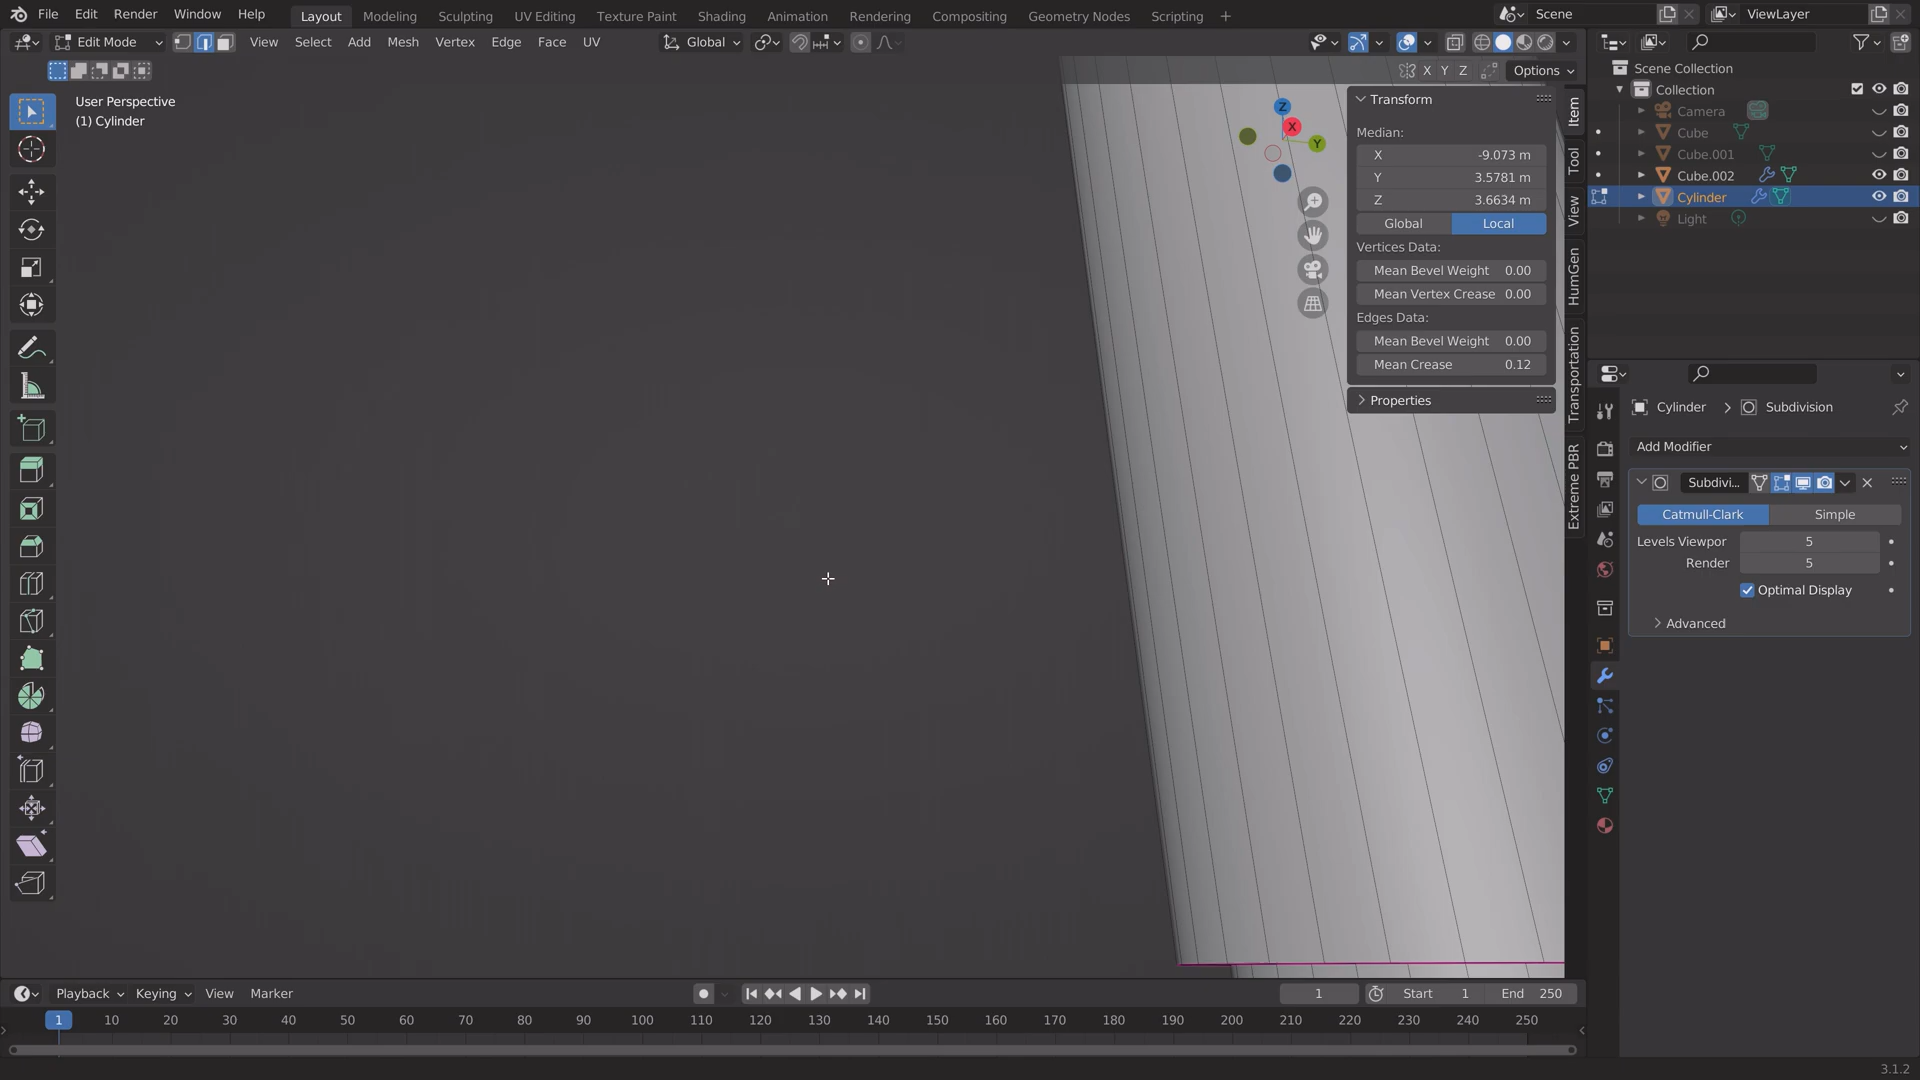 File Edit Render Window Help Layout Modeling Sculpting UV Editing Texture Paint Shading Animation Rendering Compositing Geometry Nodes Scripting + Scene ViewLayer
Edit Mode View Select Add Mesh Vertex Edge Face UV Global
X Y Z Options
User Perspective
(1) Cylinder
Z
X
Y
Transform
Median:
X -9.073 m
Y 3.5781 m
Z 3.6634 m
Global Local
Vertices Data:
Mean Bevel Weight 0.00
Mean Vertex Crease 0.00
Edges Data:
Mean Bevel Weight 0.00
Mean Crease 0.12
Properties
Item
Tool
View
HumGen
Transportation
Extreme PBR
Scene Collection
Collection
Camera
Cube
Cube.001
Cube.002
Cylinder
Light
Cylinder > Subdivision
Add Modifier
Subdivi...
Catmull-Clark Simple
Levels Viewpor 5
Render 5
Optimal Display
Advanced
Playback Keying View Marker 1 Start 1 End 250
1 10 20 30 40 50 60 70 80 90 100 110 120 130 140 150 160 170 180 190 200 210 220 230 240 250
3.1.2